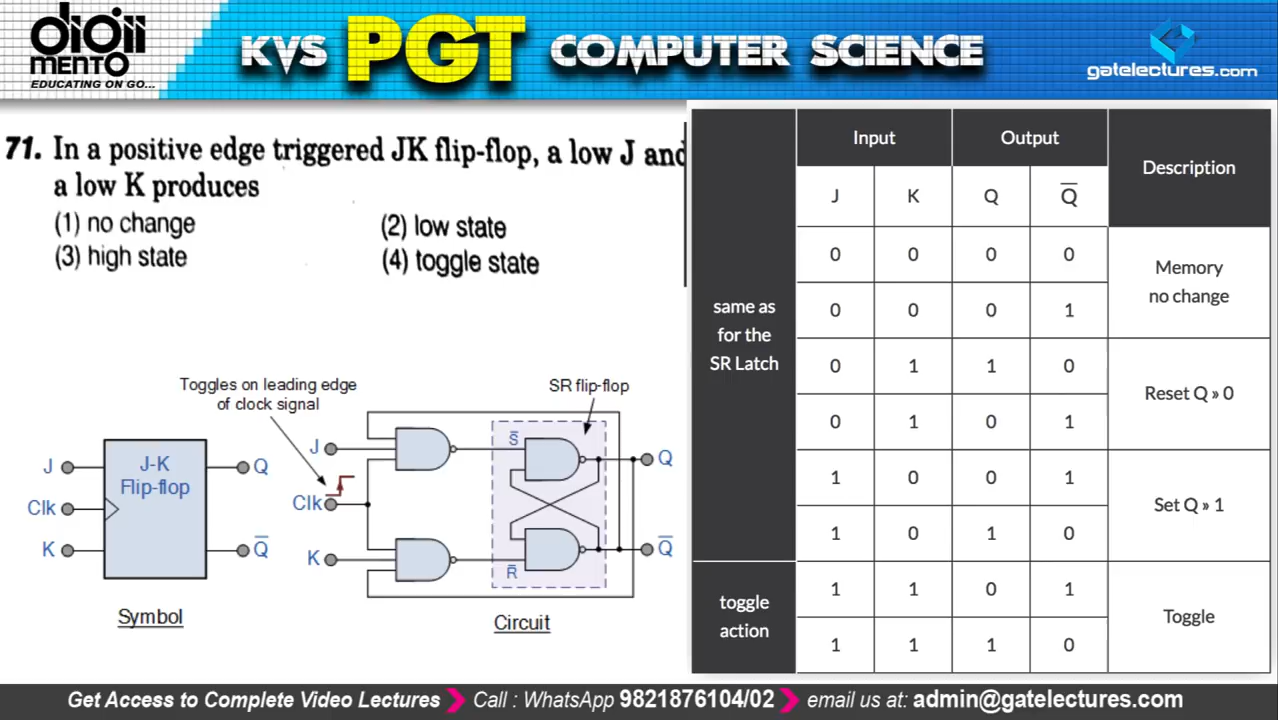 diǫii
MENTO
EDUCATING ON GO...
KVS PGT COMPUTER SCIENCE
gatelectures.com
71. In a positive edge triggered JK flip-flop, a low J and
a low K produces
(1) no change (2) low state
(3) high state (4) toggle state
Toggles on leading edge
of clock signal
SR flip-flop
J
Clk
K
J-K
Flip-flop
Q
Q̅
Symbol
J
Clk
K
S̅
R̅
Q
Q̅
Circuit
Input Output Description
J K Q Q̅
same as
for the
SR Latch
0 0 0 0
0 0 0 1
Memory
no change
0 1 1 0
0 1 0 1
Reset Q » 0
1 0 0 1
1 0 1 0
Set Q » 1
toggle
action
1 1 0 1
1 1 1 0
Toggle
Get Access to Complete Video Lectures Call : WhatsApp 9821876104/02 email us at: admin@gatelectures.com